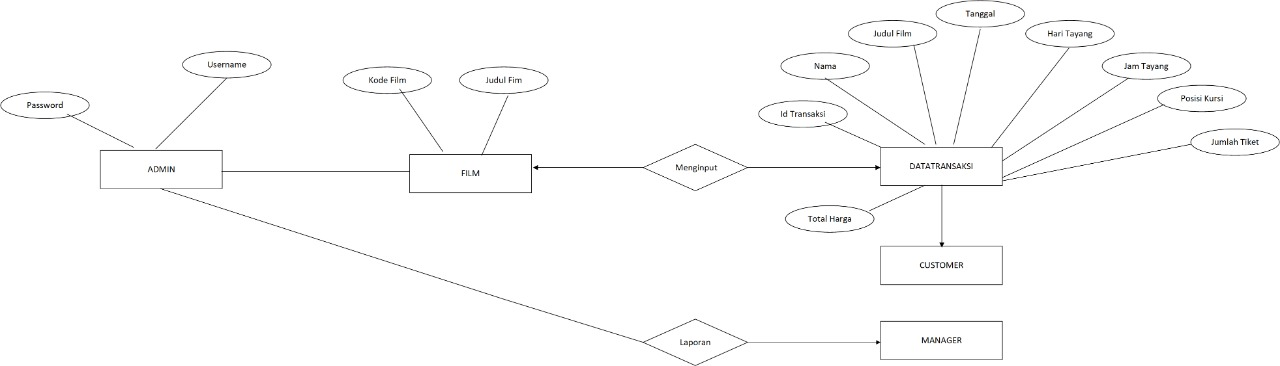 Tanggal
Judul Film
Hari Tayang
Username
Nama
Jam Tayang
Kode Film
Judul Fim
Password
Posisi Kursi
Id Transaksi
Jumlah Tiket
ADMIN
FILM
Menginput
DATATRANSAKSI
Total Harga
CUSTOMER
Laporan
MANAGER